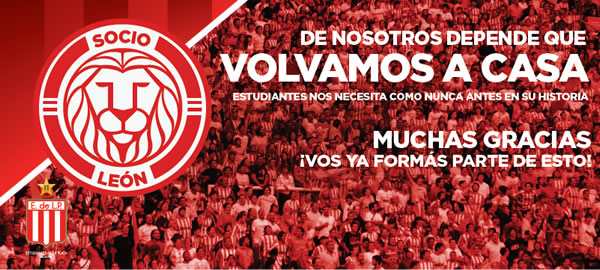 SOCIO
LEÓN
DE NOSOTROS DEPENDE QUE
VOLVAMOS A CASA
ESTUDIANTES NOS NECESITA COMO NUNCA ANTES EN SU HISTORIA
MUCHAS GRACIAS
¡VOS YA FORMÁS PARTE DE ESTO!
E. de L.P.